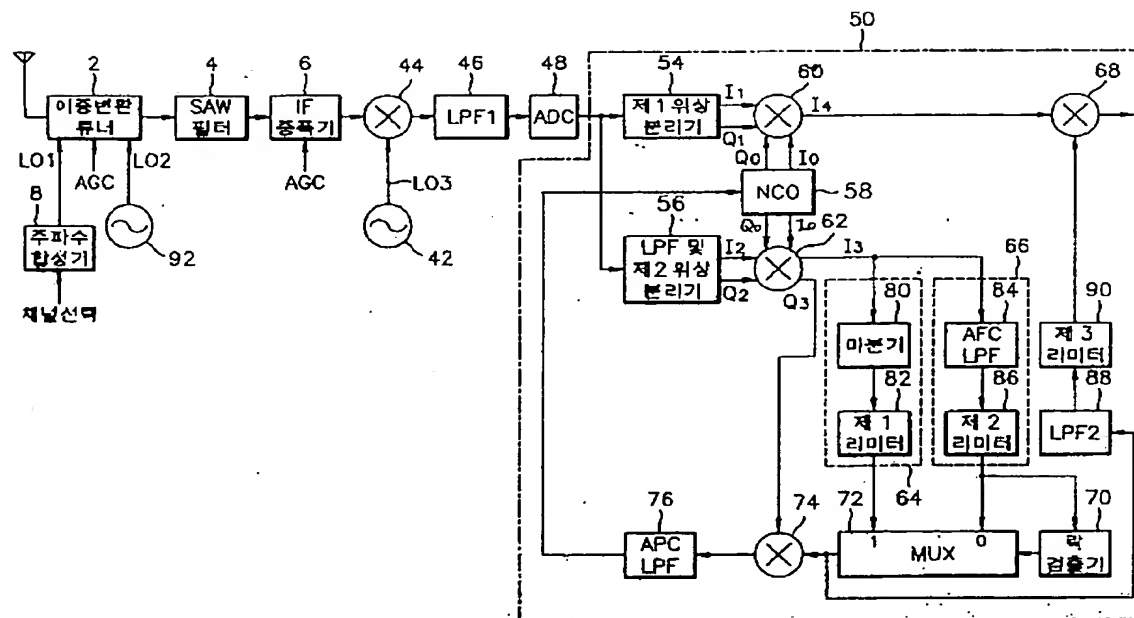 50
2
이중변환
튜너
4
SAW
필터
6
IF
증폭기
44
46
LPF1
48
ADC
54
제1위상
분리기
I1
Q1
60
I4
68
LO1
AGC
LO2
8
주파수
합성기
채널선택
92
AGC
LO3
42
Q0
I0
NCO
58
Q0
I0
56
LPF 및
제2위상
분리기
I2
Q2
62
I3
Q3
66
80
미분기
84
AFC
LPF
90
제3
리미터
82
제1
리미터
86
제2
리미터
88
LPF2
64
76
APC
LPF
74
72
1
0
MUX
70
락
검출기